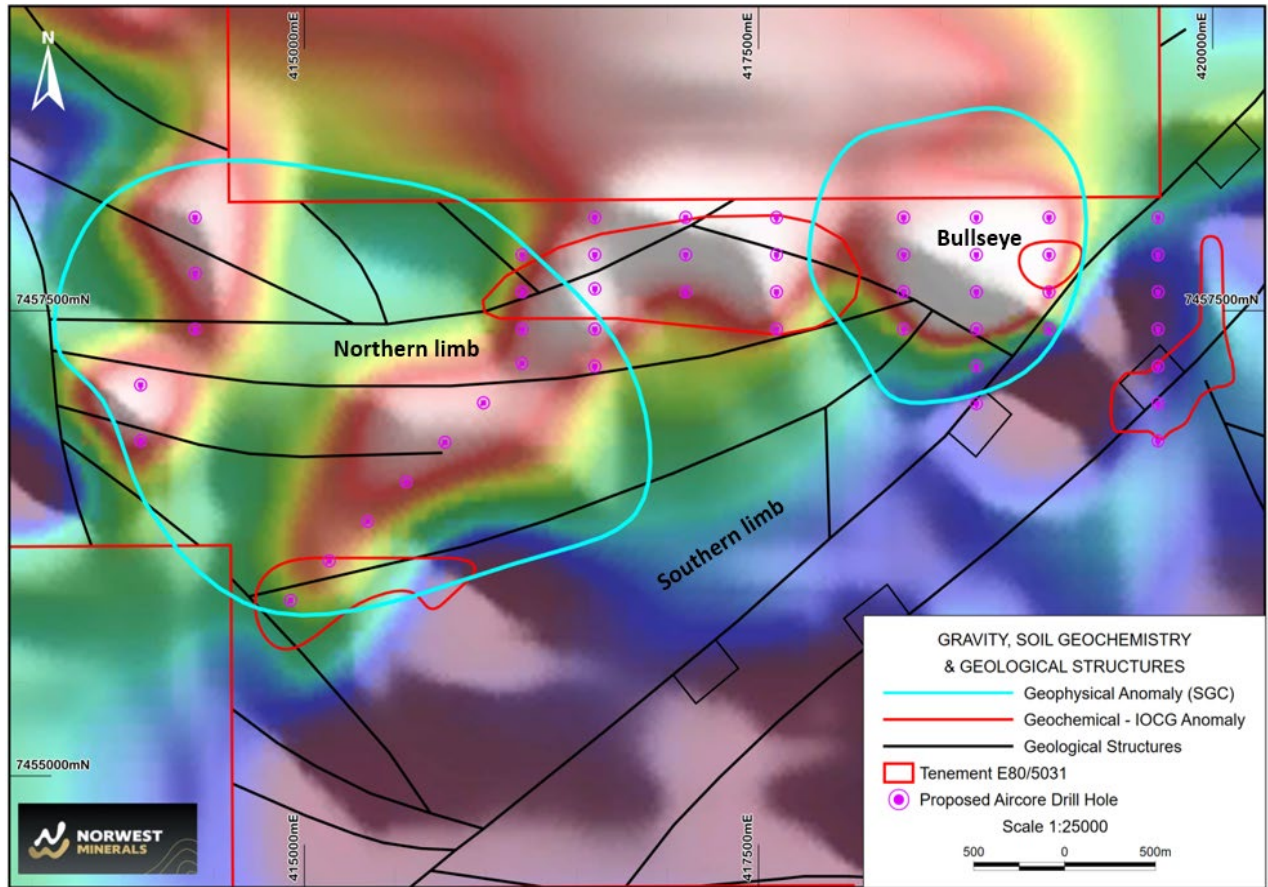 N
415000mE
417500mE
420000mE
Bullseye
7457500mN
7457500mN
Northern limb
Southern limb
GRAVITY, SOIL GEOCHEMISTRY
& GEOLOGICAL STRUCTURES
Geophysical Anomaly (SGC)
Geochemical - IOCG Anomaly
Geological Structures
Tenement E80/5031
Proposed Aircore Drill Hole
Scale 1:25000
500 0 500m
7455000mN
415000mE
417500mE
NORWEST
MINERALS